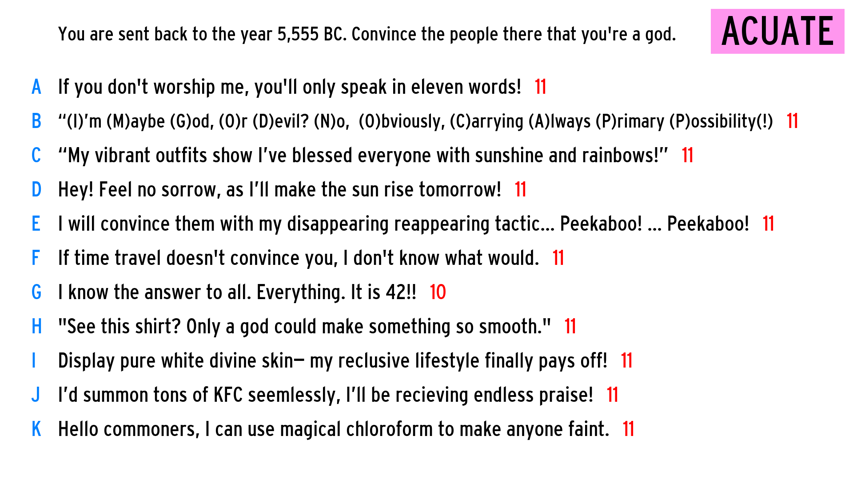 You are sent back to the year 5,555 BC. Convince the people there that you're a god.
ACUATE
A If you don't worship me, you'll only speak in eleven words! 11
B “(I)’m (M)aybe (G)od, (O)r (D)evil? (N)o, (O)bviously, (C)arrying (A)lways (P)rimary (P)ossibility(!) 11
C “My vibrant outfits show I’ve blessed everyone with sunshine and rainbows!” 11
D Hey! Feel no sorrow, as I’ll make the sun rise tomorrow! 11
E I will convince them with my disappearing reappearing tactic... Peekaboo! ... Peekaboo! 11
F If time travel doesn't convince you, I don't know what would. 11
G I know the answer to all. Everything. It is 42!! 10
H "See this shirt? Only a god could make something so smooth." 11
I Display pure white divine skin— my reclusive lifestyle finally pays off! 11
J I’d summon tons of KFC seemlessly, I’ll be recieving endless praise! 11
K Hello commoners, I can use magical chloroform to make anyone faint. 11